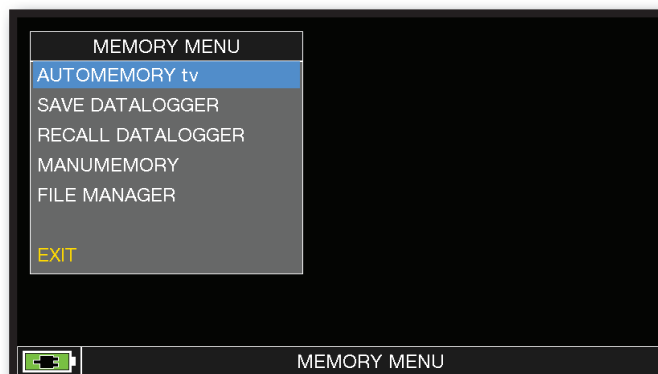 MEMORY MENU
AUTOMEMORY tv
SAVE DATALOGGER
RECALL DATALOGGER
MANUMEMORY
FILE MANAGER
EXIT
MEMORY MENU